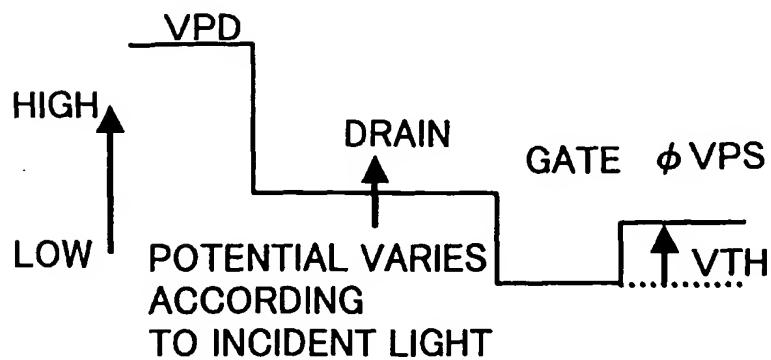 VPD
HIGH
DRAIN
GATE φVPS
LOW
POTENTIAL VARIES
ACCORDING
TO INCIDENT LIGHT
VTH